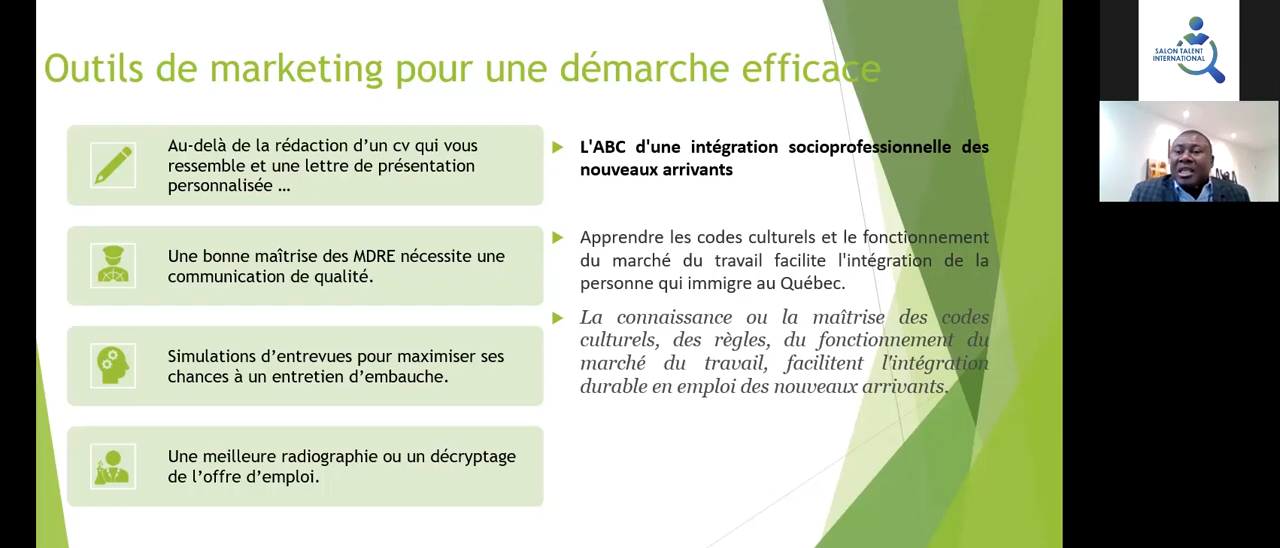 Outils de marketing pour une démarche efficace
Au-delà de la rédaction d’un cv qui vous
ressemble et une lettre de présentation
personnalisée …
Une bonne maîtrise des MDRE nécessite une
communication de qualité.
Simulations d’entrevues pour maximiser ses
chances à un entretien d’embauche.
Une meilleure radiographie ou un décryptage
de l’offre d’emploi.
L'ABC d'une intégration socioprofessionnelle des
nouveaux arrivants
Apprendre les codes culturels et le fonctionnement
du marché du travail facilite l'intégration de la
personne qui immigre au Québec.
La connaissance ou la maîtrise des codes
culturels, des règles, du fonctionnement du
marché du travail, facilitent l'intégration
durable en emploi des nouveaux arrivants.
SALON TALENT
INTERNATIONAL